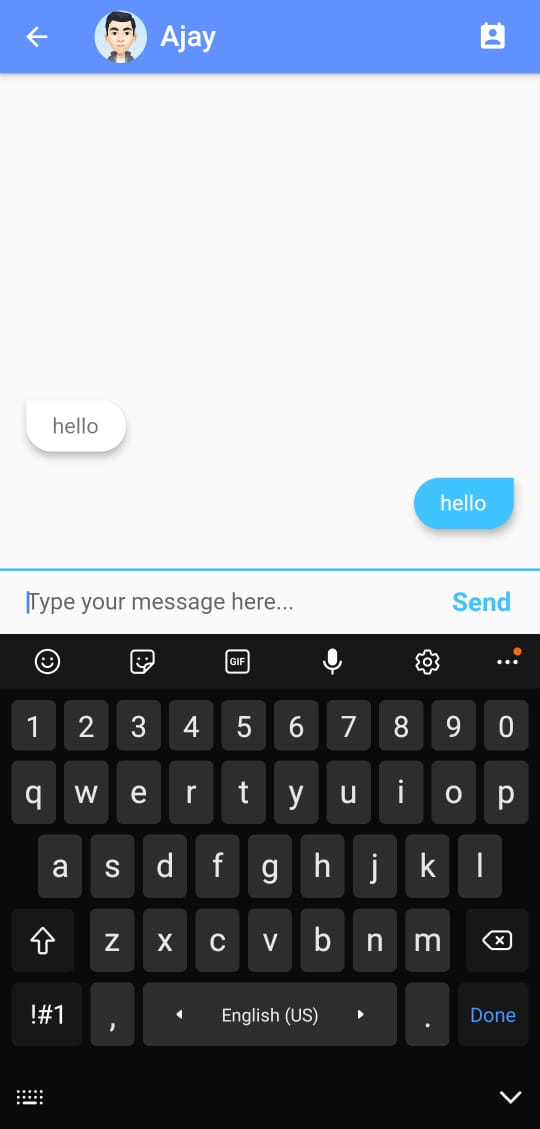 Ajay
hello
hello
Type your message here...
Send
GIF
1 2 3 4 5 6 7 8 9 0
q w e r t y u i o p
a s d f g h j k l
z x c v b n m
!#1 , English (US) . Done